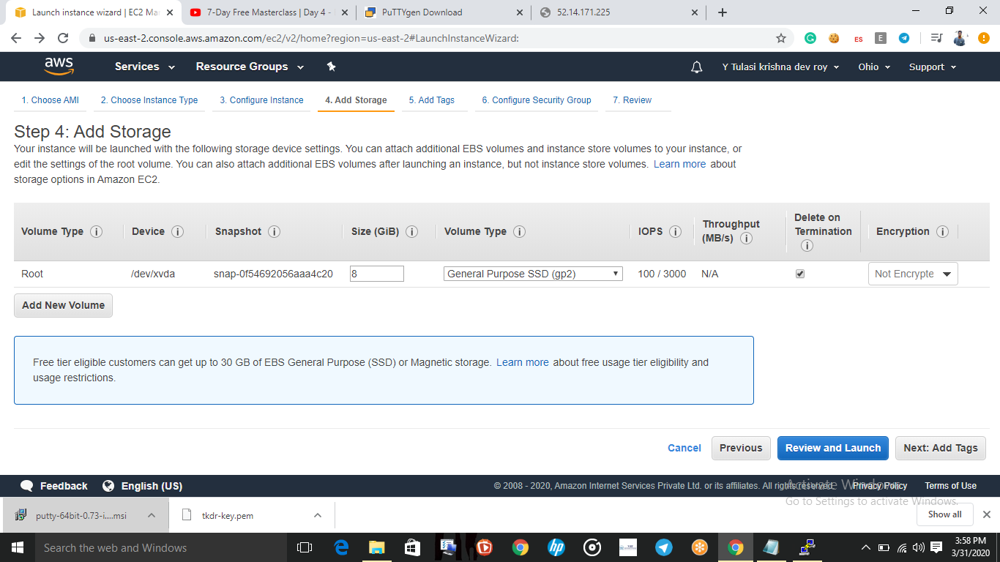 Launch instance wizard | EC2 Mar
7-Day Free Masterclass | Day 4 -
PuTTYgen Download
52.14.171.225
us-east-2.console.aws.amazon.com/ec2/v2/home?region=us-east-2#LaunchInstanceWizard:
ES
E
aws
Services
Resource Groups
Y Tulasi krishna dev roy
Ohio
Support
1. Choose AMI
2. Choose Instance Type
3. Configure Instance
4. Add Storage
5. Add Tags
6. Configure Security Group
7. Review
Step 4: Add Storage
Your instance will be launched with the following storage device settings. You can attach additional EBS volumes and instance store volumes to your instance, or
edit the settings of the root volume. You can also attach additional EBS volumes after launching an instance, but not instance store volumes. Learn more about
storage options in Amazon EC2.
Volume Type
Device
Snapshot
Size (GiB)
Volume Type
IOPS
Throughput
(MB/s)
Delete on
Termination
Encryption
Root
/dev/xvda
snap-0f54692056aaa4c20
8
General Purpose SSD (gp2)
100 / 3000
N/A
Not Encrypte
Add New Volume
Free tier eligible customers can get up to 30 GB of EBS General Purpose (SSD) or Magnetic storage. Learn more about free usage tier eligibility and
usage restrictions.
Cancel
Previous
Review and Launch
Next: Add Tags
Feedback
English (US)
© 2008 - 2020, Amazon Internet Services Private Ltd. or its affiliates. All rights reserved.
Privacy Policy
Terms of Use
Activate Windows
Go to Settings to activate Windows.
putty-64bit-0.73-i....msi
tkdr-key.pem
Show all
Search the web and Windows
hp
3:58 PM
3/31/2020